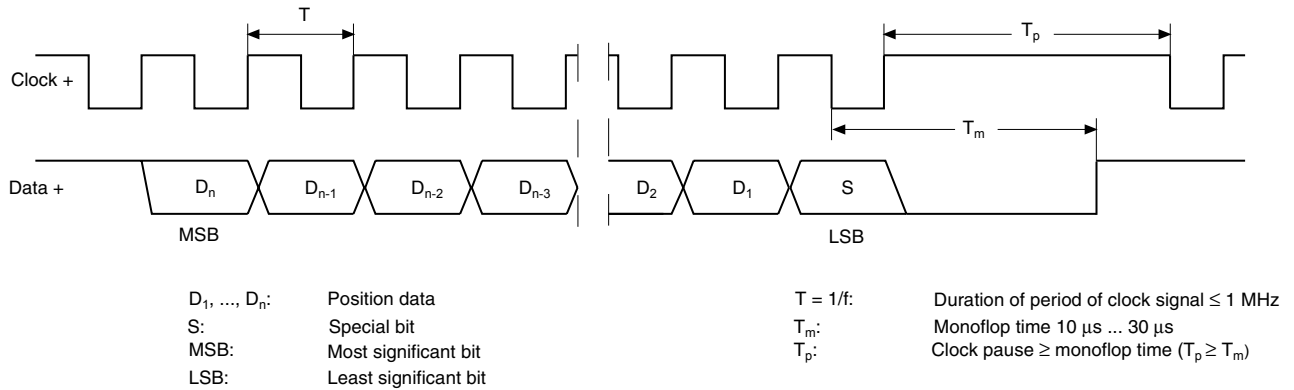 T
Tp
Clock +
Tm
Data +
Dn
Dn-1
Dn-2
Dn-3
D2
D1
S
MSB
LSB
D1, ..., Dn: Position data
S: Special bit
MSB: Most significant bit
LSB: Least significant bit
T = 1/f: Duration of period of clock signal ≤ 1 MHz
Tm: Monoflop time 10 μs ... 30 μs
Tp: Clock pause ≥ monoflop time (Tp ≥ Tm)